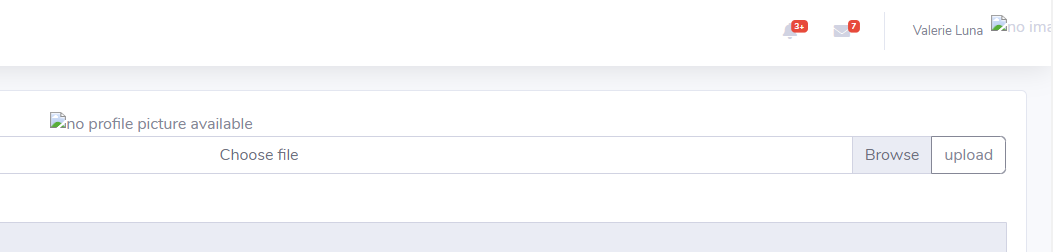 3+
7
Valerie Luna
no ima
no profile picture available
Choose file
Browse
upload